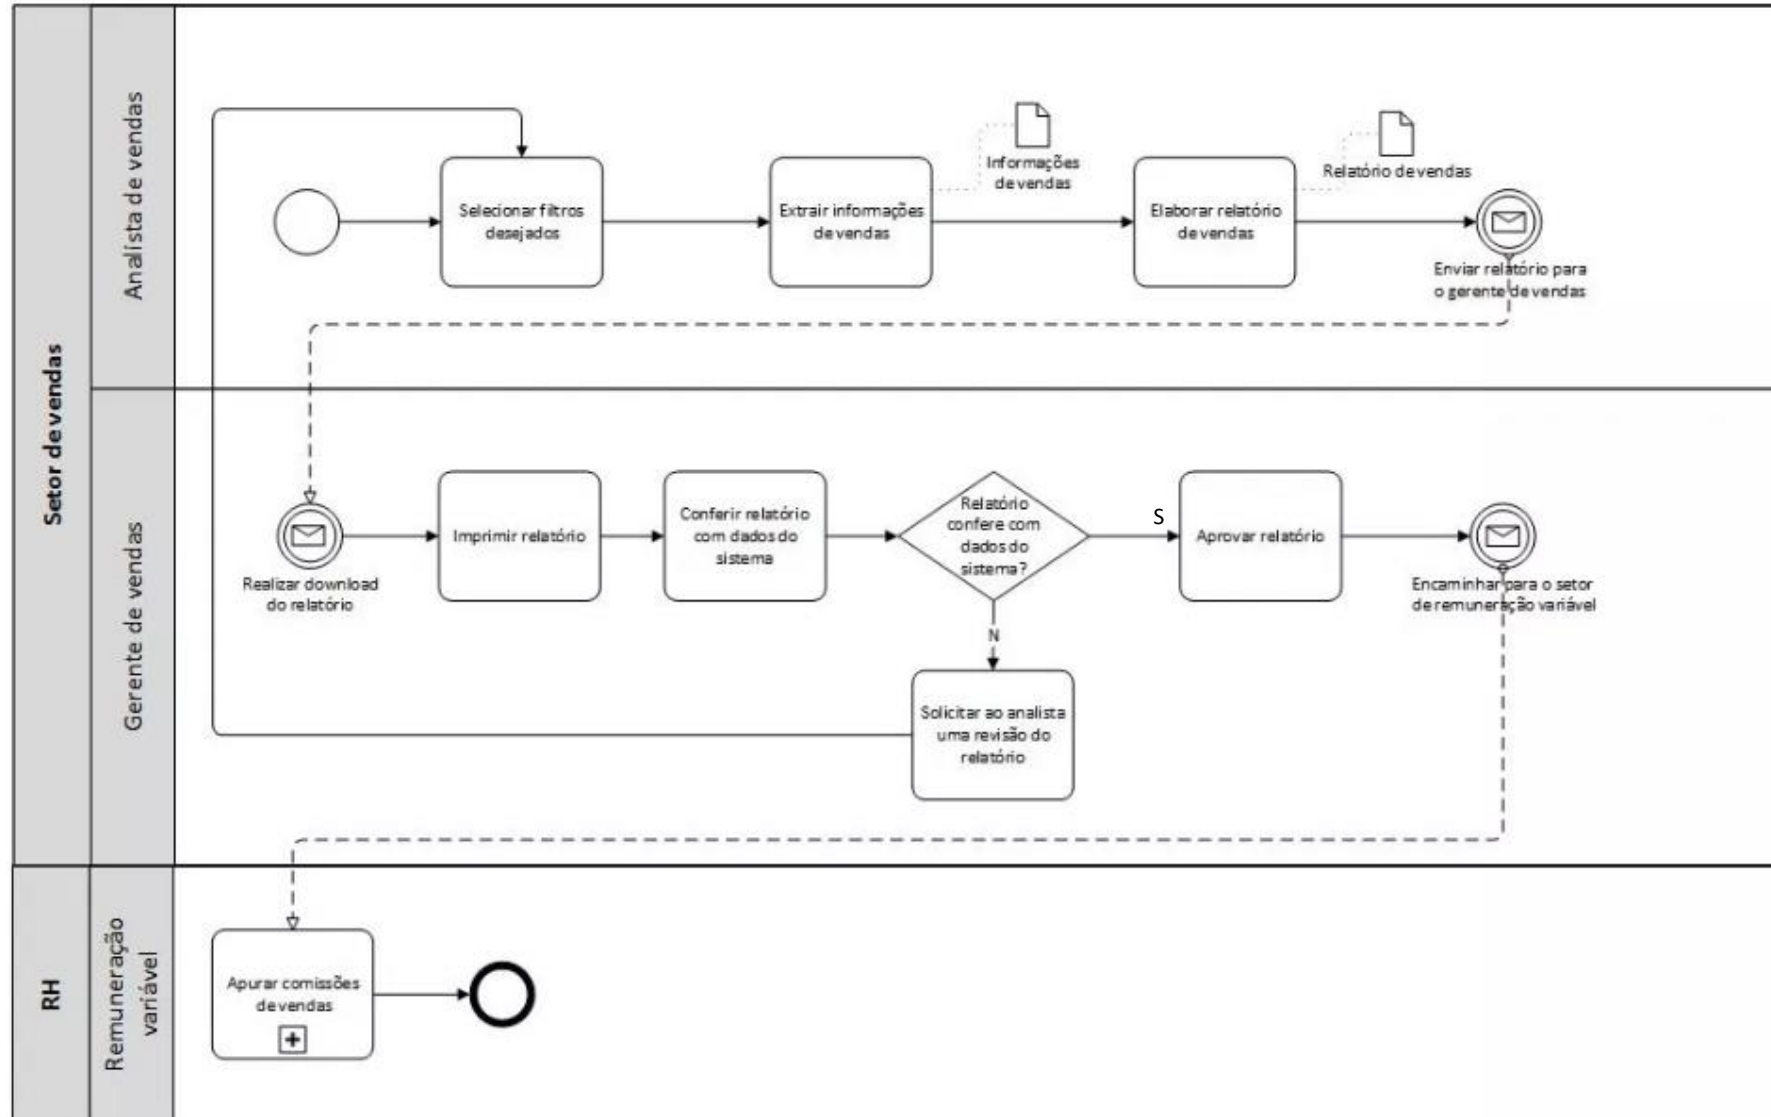 Setor de vendas
Analista de vendas
Selecionar filtros
desejados
Extrair informações
de vendas
Informações
de vendas
Elaborar relatório
de vendas
Relatório de vendas
Enviar relatório para
o gerente de vendas
Gerente de vendas
Realizar download
do relatório
Imprimir relatório
Conferir relatório
com dados do
sistema
Relatório
confere com
dados do
sistema?
S
Aprovar relatório
Encaminhar para o setor
de remuneração variável
N
Solicitar ao analista
uma revisão do
relatório
RH
Remuneração
variável
Apurar comissões
de vendas